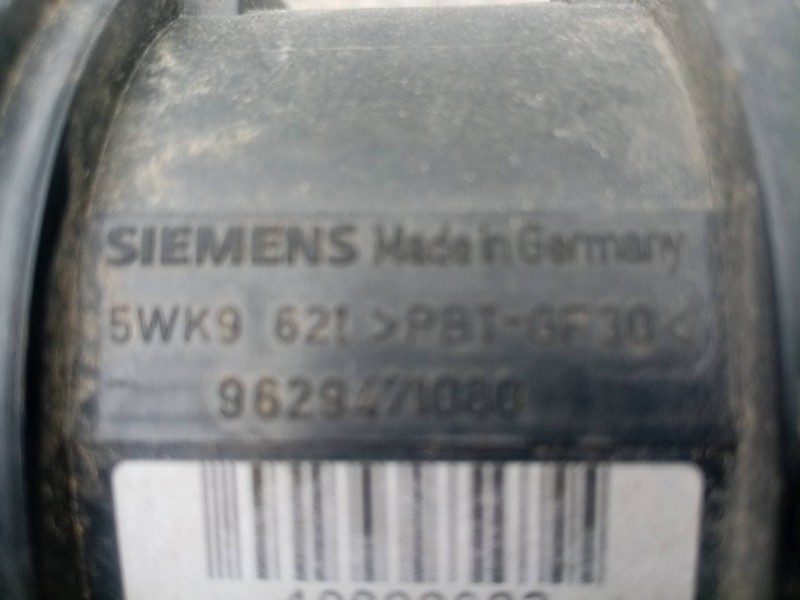 SIEMENS Made in Germany
5WK9 621 >PBT-GF30<
9629471080